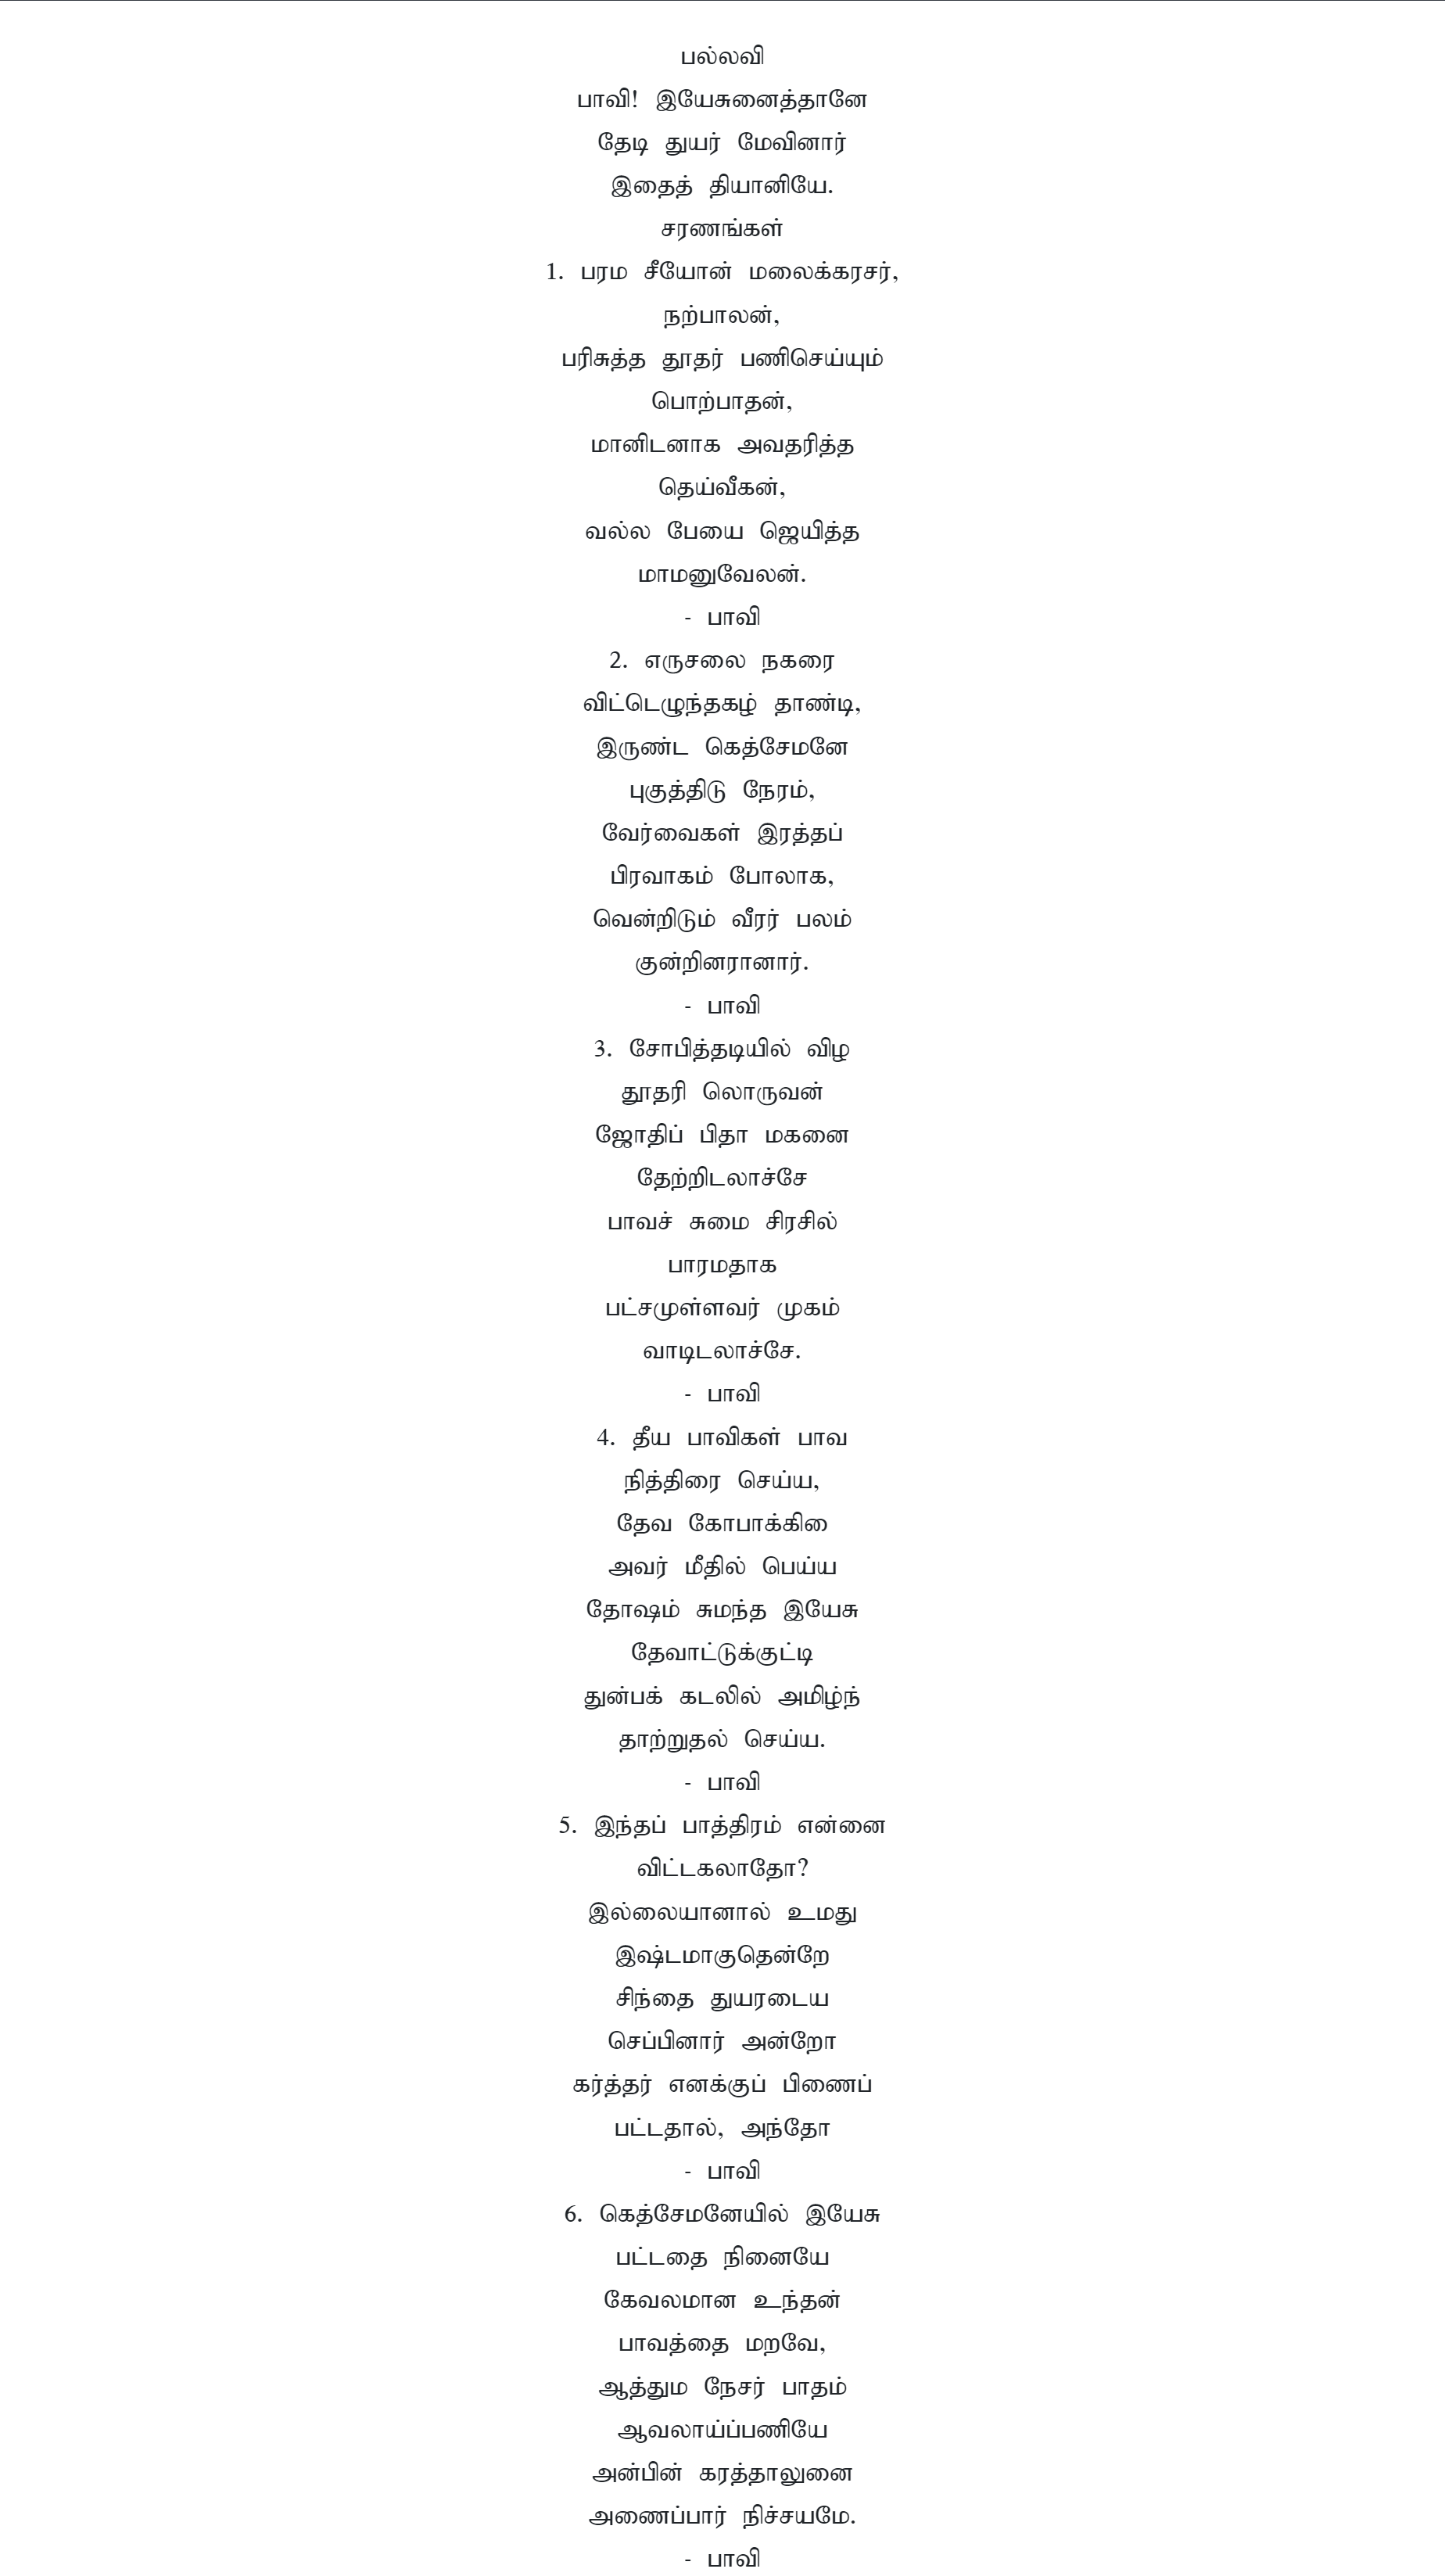 பல்லவி
பாவி! இயேசுனைத்தானே
தேடி துயர் மேவினார்
இதைத் தியானியே.
சரணங்கள்
1. பரம சீயோன் மலைக்கரசர்,
நற்பாலன்,
பரிசுத்த தூதர் பணிசெய்யும்
பொற்பாதன்,
மானிடனாக அவதரித்த
தெய்வீகன்,
வல்ல பேயை ஜெயித்த
மாமனுவேலன்.
- பாவி
2. எருசலை நகரை
விட்டெழுந்தகழ் தாண்டி,
இருண்ட கெத்சேமனே
புகுத்திடு நேரம்,
வேர்வைகள் இரத்தப்
பிரவாகம் போலாக,
வென்றிடும் வீரர் பலம்
குன்றினரானார்.
- பாவி
3. சோபித்தடியில் விழ
தூதரி லொருவன்
ஜோதிப் பிதா மகனை
தேற்றிடலாச்சே
பாவச் சுமை சிரசில்
பாரமதாக
பட்சமுள்ளவர் முகம்
வாடிடலாச்சே.
- பாவி
4. தீய பாவிகள் பாவ
நித்திரை செய்ய,
தேவ கோபாக்கிை
அவர் மீதில் பெய்ய
தோஷம் சுமந்த இயேசு
தேவாட்டுக்குட்டி
துன்பக் கடலில் அமிழ்ந்
தாற்றுதல் செய்ய.
- பாவி
5. இந்தப் பாத்திரம் என்னை
விட்டகலாதோ?
இல்லையானால் உமது
இஷ்டமாகுதென்றே
சிந்தை துயரடைய
செப்பினார் அன்றோ
கர்த்தர் எனக்குப் பிணைப்
பட்டதால், அந்தோ
- பாவி
6. கெத்சேமனேயில் இயேசு
பட்டதை நினையே
கேவலமான உந்தன்
பாவத்தை மறவே,
ஆத்தும நேசர் பாதம்
ஆவலாய்ப்பணியே
அன்பின் கரத்தாலுனை
அணைப்பார் நிச்சயமே.
- பாவி